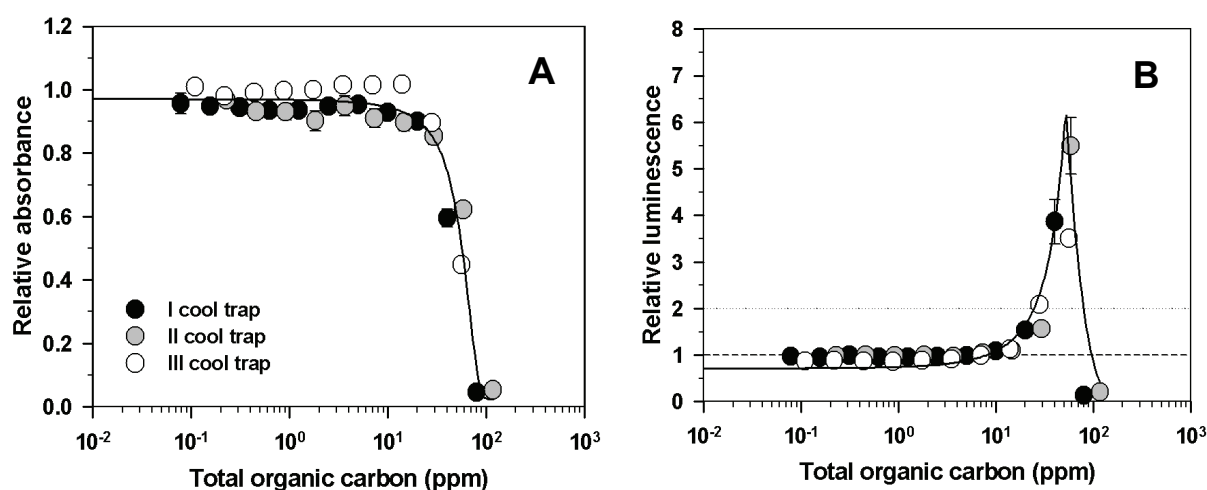 A
Relative absorbance
1.2
1.0
0.8
0.6
0.4
0.2
0.0
I cool trap
II cool trap
III cool trap
10-2 10-1 100 101 102 103
Total organic carbon (ppm)
B
Relative luminescence
8
7
6
5
4
3
2
1
0
10-2 10-1 100 101 102 103
Total organic carbon (ppm)